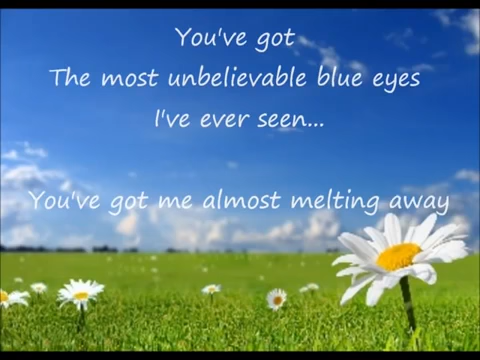 You've got
The most unbelievable blue eyes
I've ever seen...
You've got me almost melting away